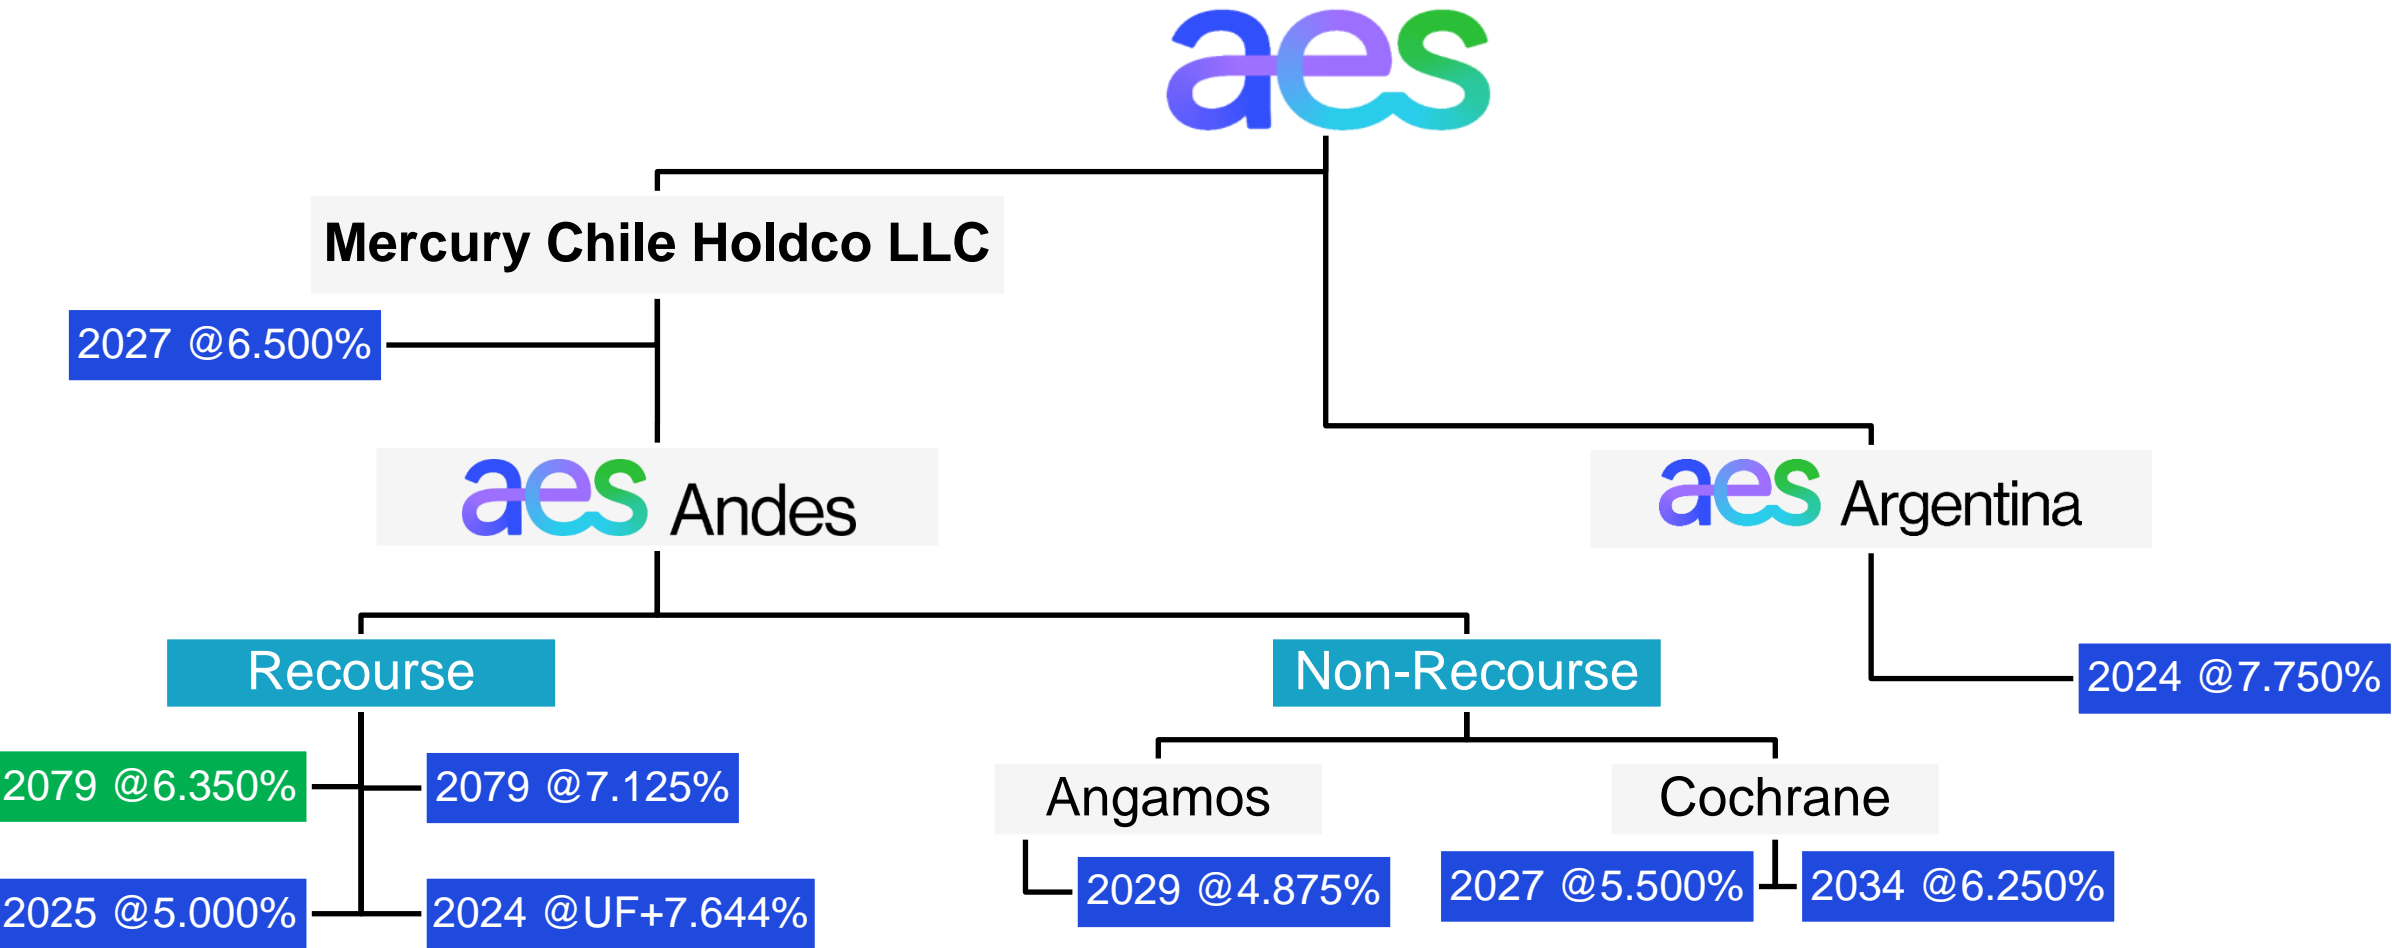 aes
Mercury Chile Holdco LLC
2027 @6.500%
aes Andes
aes Argentina
Recourse
Non-Recourse
2024 @7.750%
2079 @6.350%
2079 @7.125%
Angamos
Cochrane
2025 @5.000%
2024 @UF+7.644%
2029 @4.875%
2027 @5.500%
2034 @6.250%